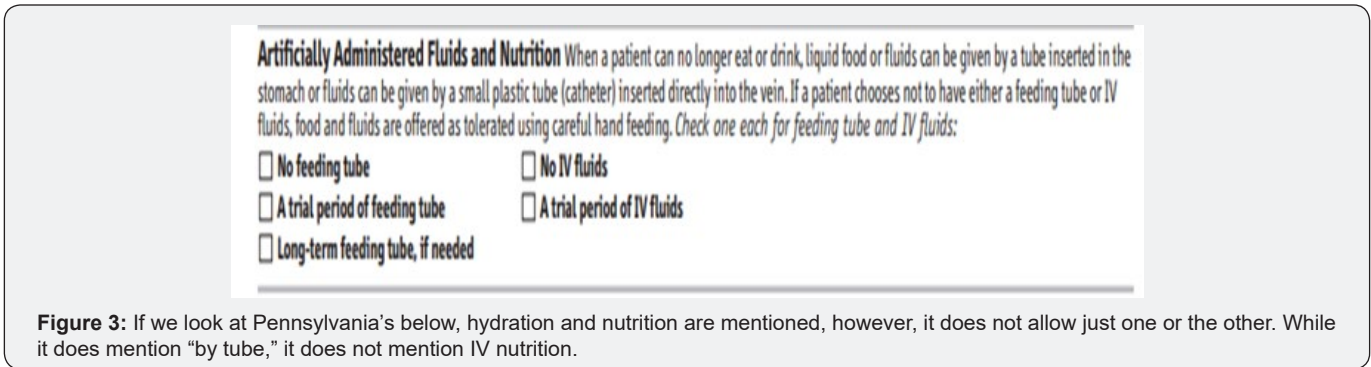 Artificially Administered Fluids and Nutrition When a patient can no longer eat or drink, liquid food or fluids can be given by a tube inserted in the
stomach or fluids can be given by a small plastic tube (catheter) inserted directly into the vein. If a patient chooses not to have either a feeding tube or IV
fluids, food and fluids are offered as tolerated using careful hand feeding. Check one each for feeding tube and IV fluids:
No feeding tube No IV fluids
A trial period of feeding tube A trial period of IV fluids
Long-term feeding tube, if needed
Figure 3: If we look at Pennsylvania's below, hydration and nutrition are mentioned, however, it does not allow just one or the other. While
it does mention “by tube,” it does not mention IV nutrition.